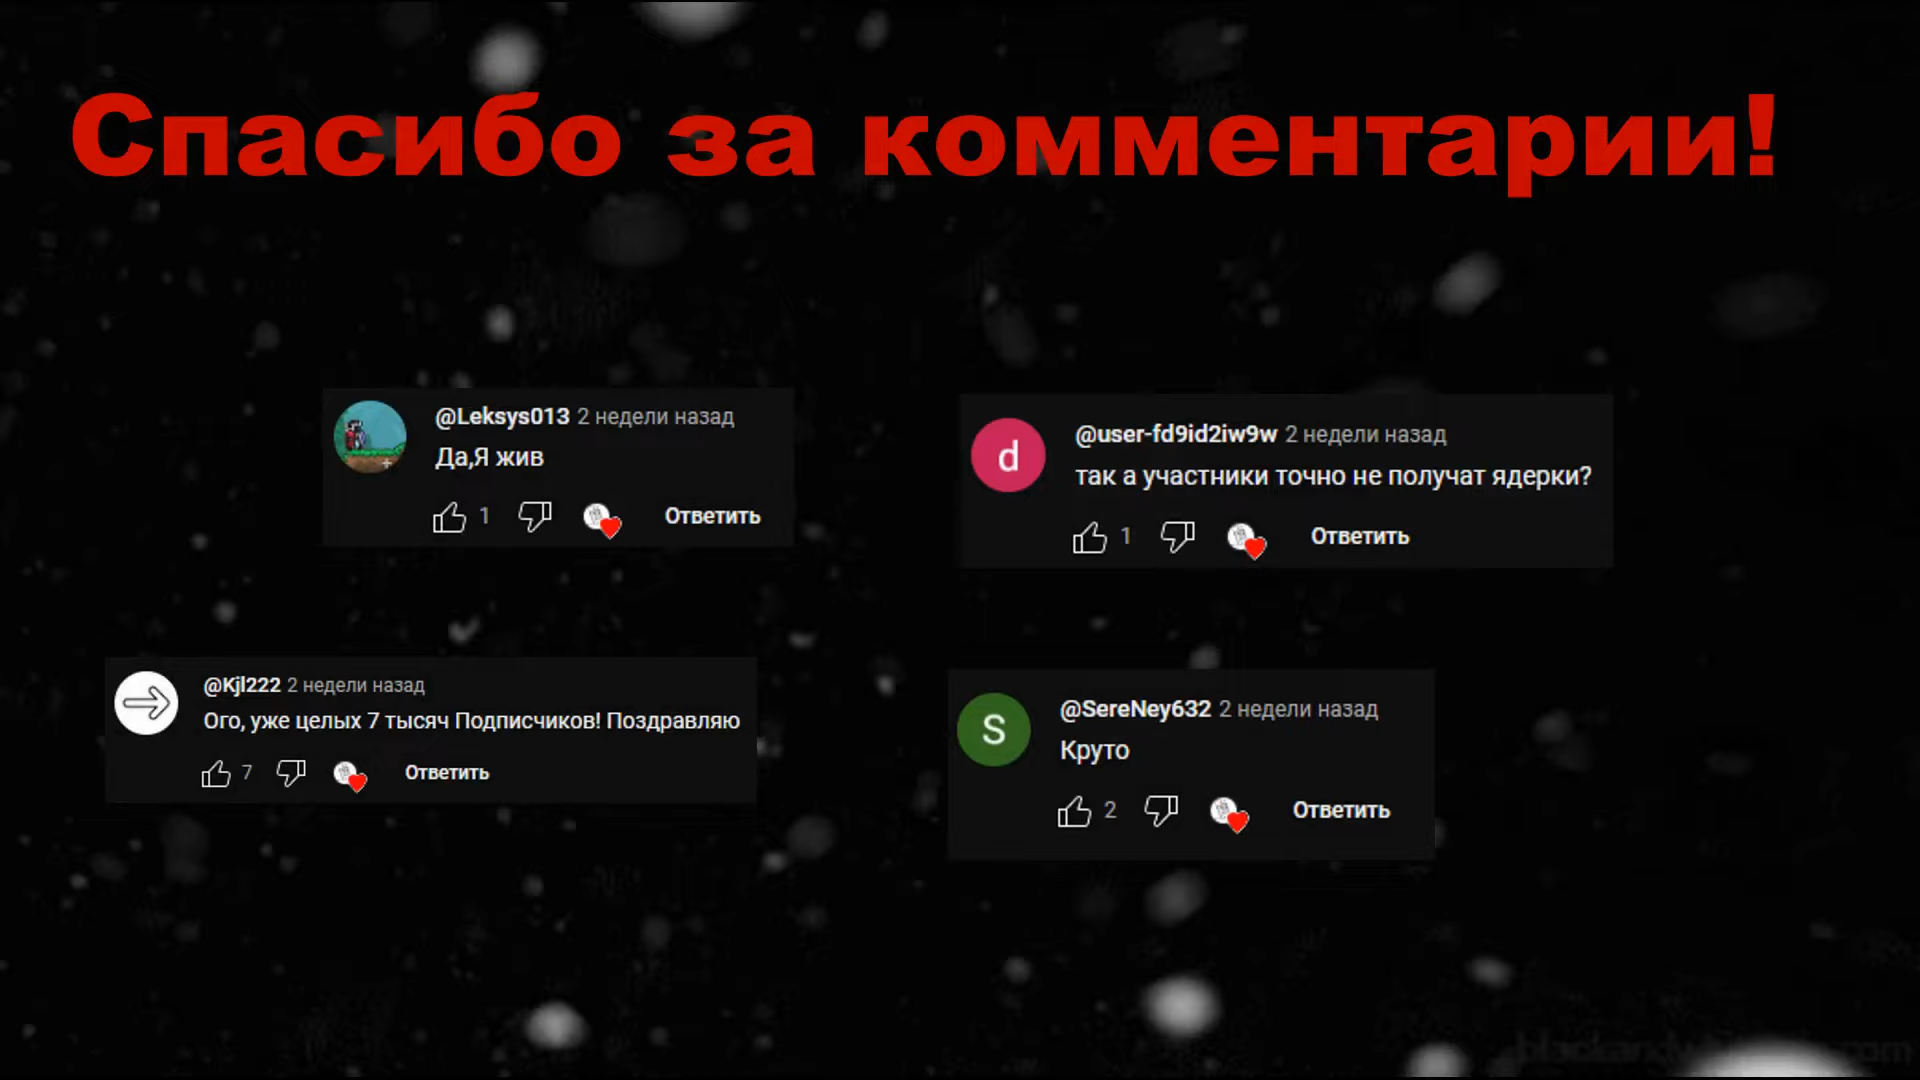 Спасибо за комментарии!
@Leksys013 2 недели назад
Да,Я жив
1 Ответить
@user-fd9id2iw9w 2 недели назад
d
так а участники точно не получат ядерки?
1 Ответить
@Kjl222 2 недели назад
Ого, уже целых 7 тысяч Подписчиков! Поздравляю
7 Ответить
@SereNey632 2 недели назад
S
Круто
2 Ответить